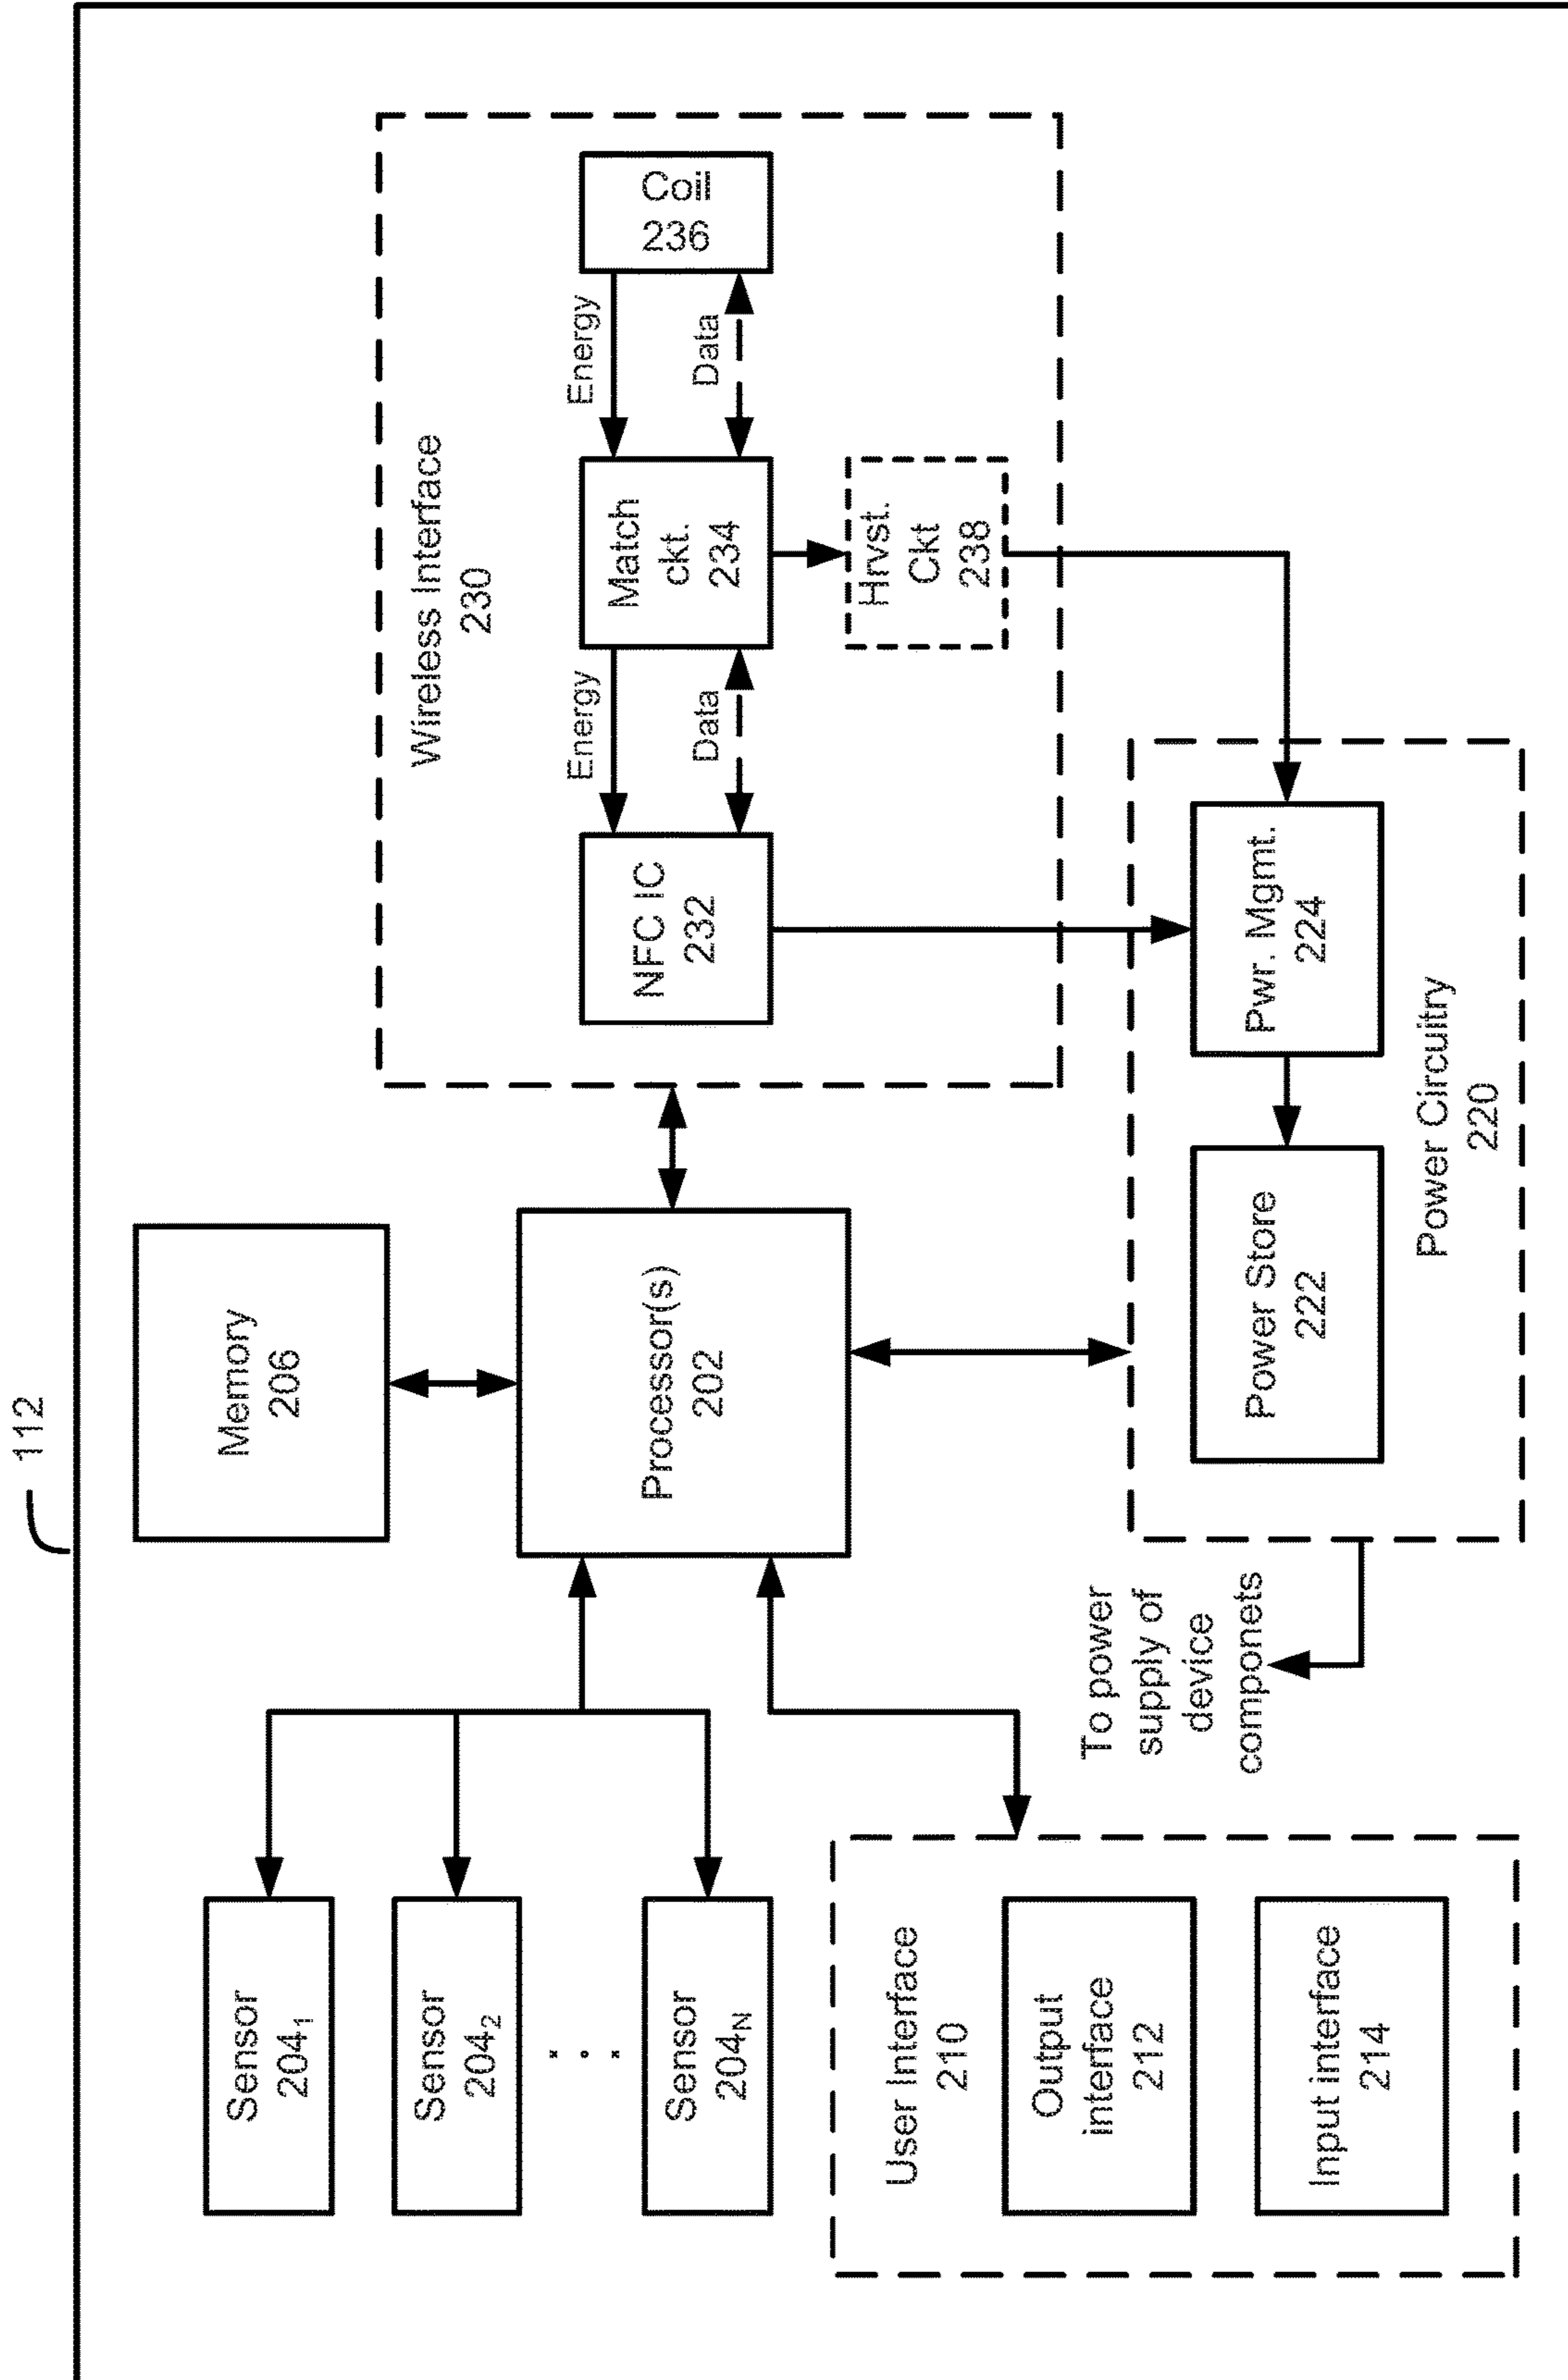 112
Sensor
204₁
Sensor
204₂
Sensor
204N
Memory
206
Processor(s)
202
Wireless Interface
230
NFC IC
232
Energy
Data
Match
ckt.
234
Energy
Data
Coil
236
Hrvst.
Ckt
238
User Interface
210
Output
interface
212
Input interface
214
To power
supply of
device
componets
Power Store
222
Pwr. Mgmt.
224
Power Circuitry
220